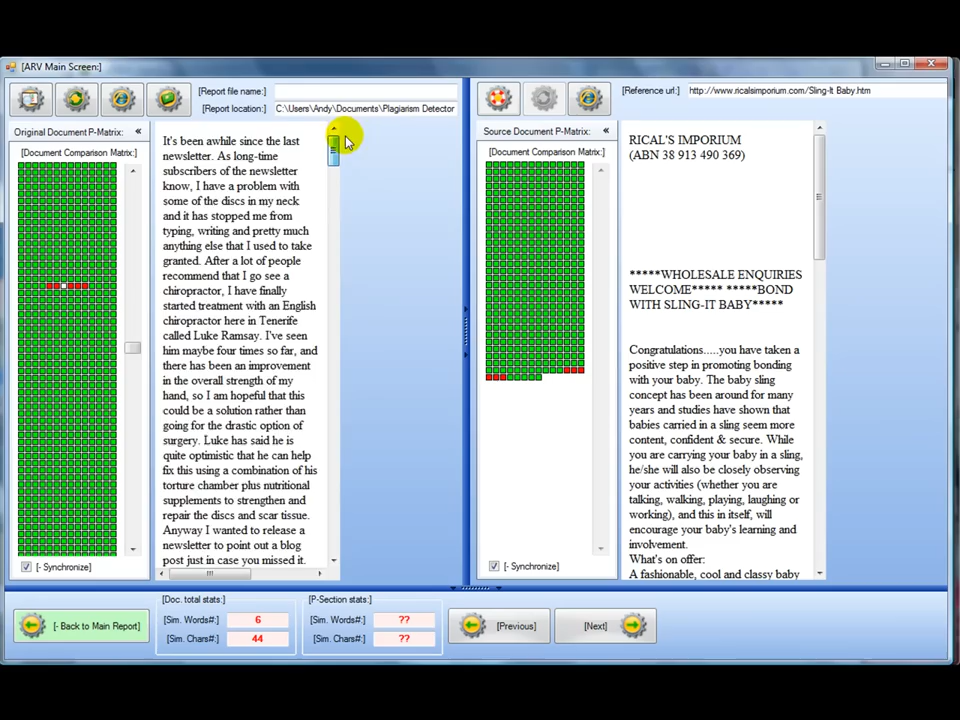 [ARV Main Screen:]
[Report file name:]
[Report location:] C:\Users\Andy\Documents\Plagiarism Detector
[Reference url:] http://www.ricalsimporium.com/Sling-It Baby.htm
Original Document P-Matrix: «
[Document Comparison Matrix:]
It's been awhile since the last
newsletter. As long-time
subscribers of the newsletter
know, I have a problem with
some of the discs in my neck
and it has stopped me from
typing, writing and pretty much
anything else that I used to take
granted. After a lot of people
recommend that I go see a
chiropractor, I have finally
started treatment with an English
chiropractor here in Tenerife
called Luke Ramsay. I've seen
him maybe four times so far, and
there has been an improvement
in the overall strength of my
hand, so I am hopeful that this
could be a solution rather than
going for the drastic option of
surgery. Luke has said he is
quite optimistic that he can help
fix this using a combination of his
torture chamber plus nutritional
supplements to strengthen and
repair the discs and scar tissue.
Anyway I wanted to release a
newsletter to point out a blog
post just in case you missed it.
[- Synchronize]
Source Document P-Matrix: «
[Document Comparison Matrix:]
RICAL'S IMPORIUM
(ABN 38 913 490 369)
*****WHOLESALE ENQUIRIES
WELCOME***** *****BOND
WITH SLING-IT BABY*****
Congratulations.....you have taken a
positive step in promoting bonding
with your baby. The baby sling
concept has been around for many
years and studies have shown that
babies carried in a sling seem more
content, confident & secure. While
you are carrying your baby in a sling,
he/she will also be closely observing
your activities (whether you are
talking, walking, playing, laughing or
working), and this in itself, will
encourage your baby's learning and
involvement.
What's on offer:
A fashionable, cool and classy baby
[- Synchronize]
[- Back to Main Report]
[Doc. total stats:]
[Sim. Words#:] 6
[Sim. Chars#:] 44
[P-Section stats:]
[Sim. Words#:] ??
[Sim. Chars#:] ??
[Previous]
[Next]